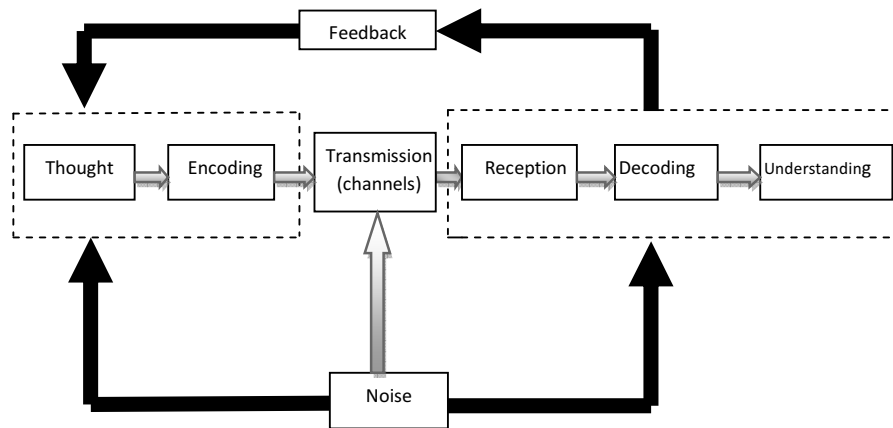 Feedback
Thought
Encoding
Transmission
(channels)
Reception
Decoding
Understanding
Noise